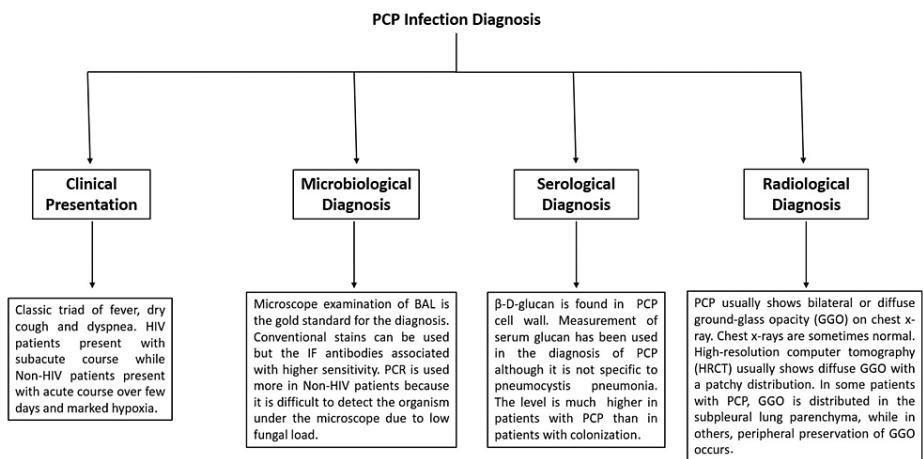 PCP Infection Diagnosis
Clinical
Presentation
Microbiological
Diagnosis
Serological
Diagnosis
Radiological
Diagnosis
Classic triad of fever, dry
cough and dyspnea. HIV
patients present with
subacute course while
Non-HIV patients present
with acute course over few
days and marked hypoxia.
Microscope examination of BAL is
the gold standard for the diagnosis.
Conventional stains can be used
but the IF antibodies associated
with higher sensitivity. PCR is used
more in Non-HIV patients because
it is difficult to detect the organism
under the microscope due to low
fungal load.
β-D-glucan is found in PCP
cell wall. Measurement of
serum glucan has been used
in the diagnosis of PCP
although it is not specific to
pneumocystis pneumonia.
The level is much higher in
patients with PCP than in
patients with colonization.
PCP usually shows bilateral or diffuse
ground-glass opacity (GGO) on chest x-
ray. Chest x-rays are sometimes normal.
High-resolution computer tomography
(HRCT) usually shows diffuse GGO with
a patchy distribution. In some patients
with PCP, GGO is distributed in the
subpleural lung parenchyma, while in
others, peripheral preservation of GGO
occurs.